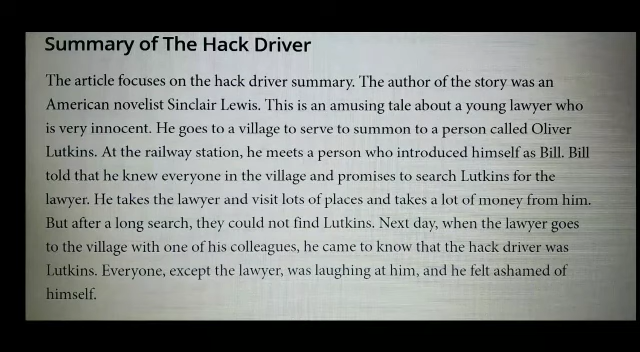 Summary of The Hack Driver
The article focuses on the hack driver summary. The author of the story was an
American novelist Sinclair Lewis. This is an amusing tale about a young lawyer who
is very innocent. He goes to a village to serve to summon to a person called Oliver
Lutkins. At the railway station, he meets a person who introduced himself as Bill. Bill
told that he knew everyone in the village and promises to search Lutkins for the
lawyer. He takes the lawyer and visit lots of places and takes a lot of money from him.
But after a long search, they could not find Lutkins. Next day, when the lawyer goes
to the village with one of his colleagues, he came to know that the hack driver was
Lutkins. Everyone, except the lawyer, was laughing at him, and he felt ashamed of
himself.